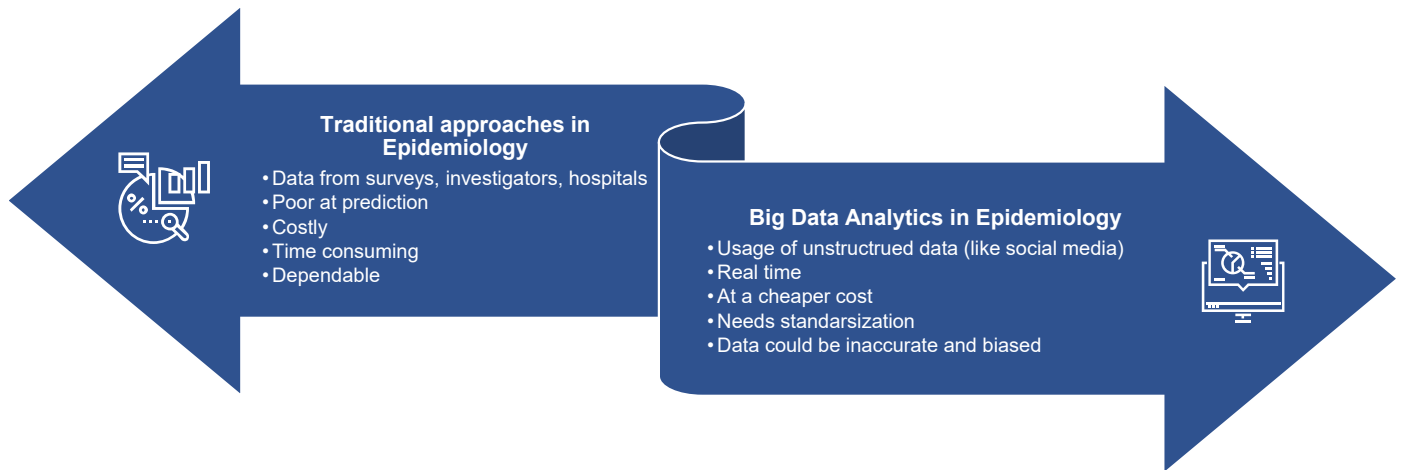 Traditional approaches in
Epidemiology
•Data from surveys, investigators, hospitals
•Poor at prediction
•Costly
•Time consuming
•Dependable
Big Data Analytics in Epidemiology
•Usage of unstructrued data (like social media)
•Real time
•At a cheaper cost
•Needs standarsization
•Data could be inaccurate and biased